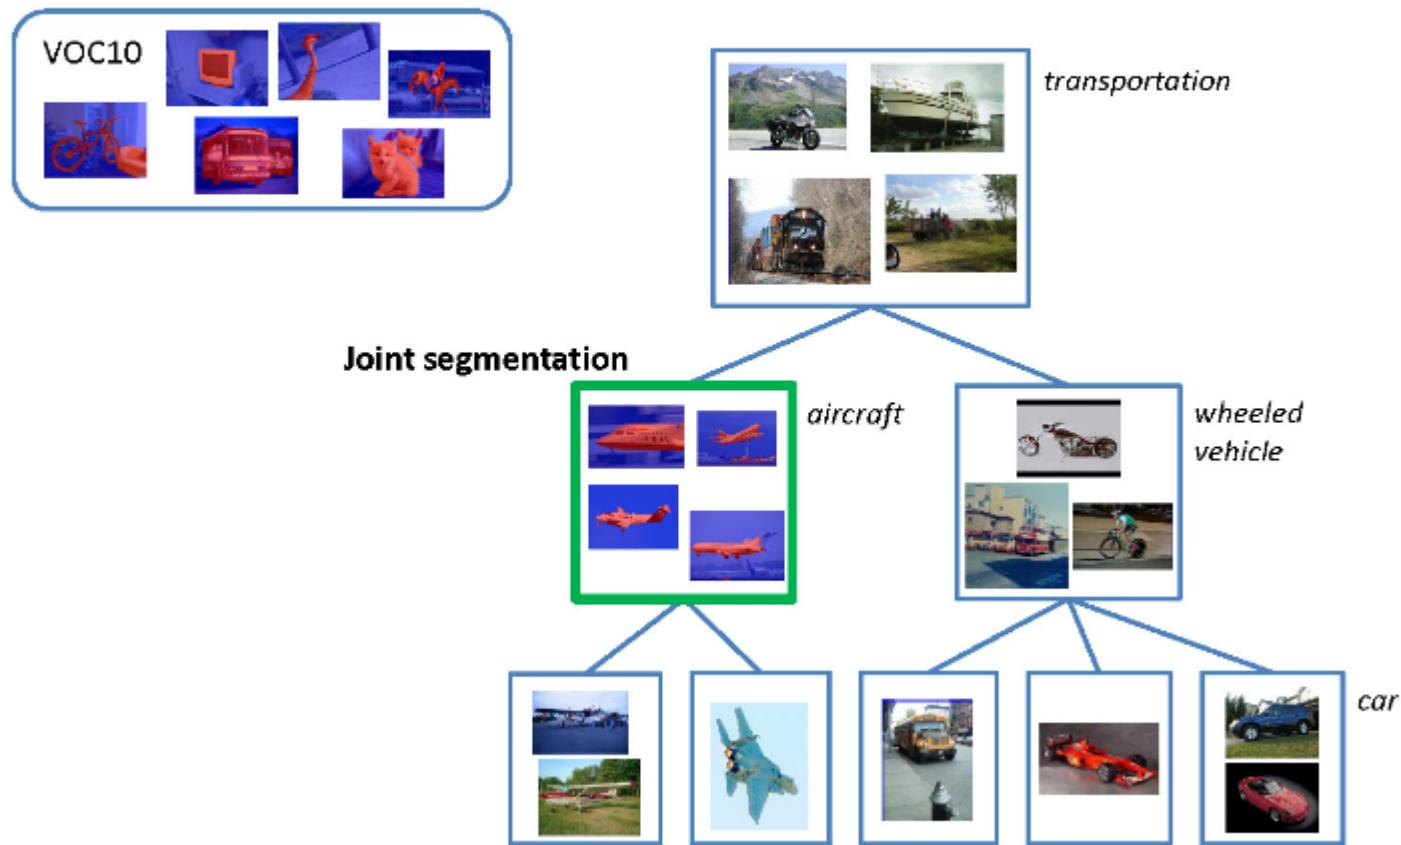 VOC10
transportation
Joint segmentation
aircraft
wheeled
vehicle
car